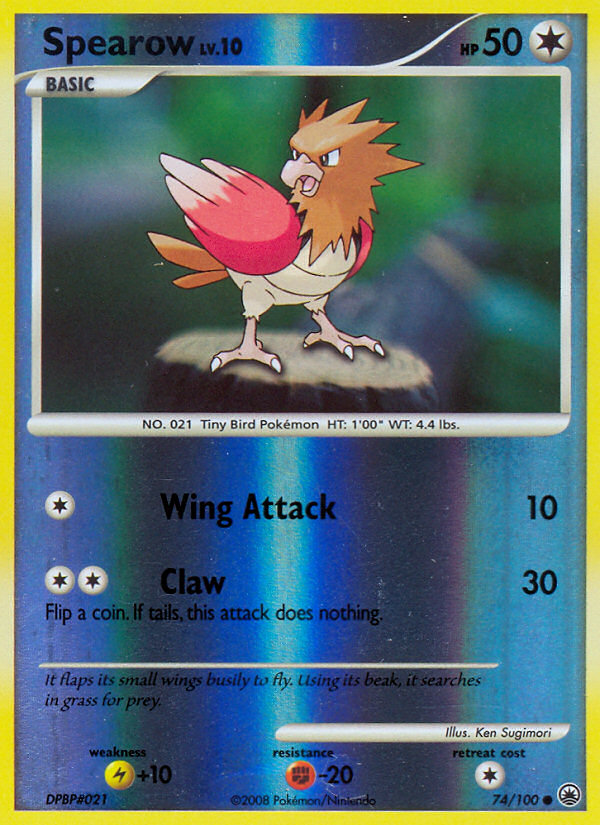 Spearow LV.10 HP 50
BASIC
NO. 021 Tiny Bird Pokémon HT: 1'00" WT: 4.4 lbs.
Wing Attack 10
Claw 30
Flip a coin. If tails, this attack does nothing.
It flaps its small wings busily to fly. Using its beak, it searches
in grass for prey.
Illus. Ken Sugimori
weakness resistance retreat cost
+10 -20
DPBP#021 ©2008 Pokémon/Nintendo 74/100